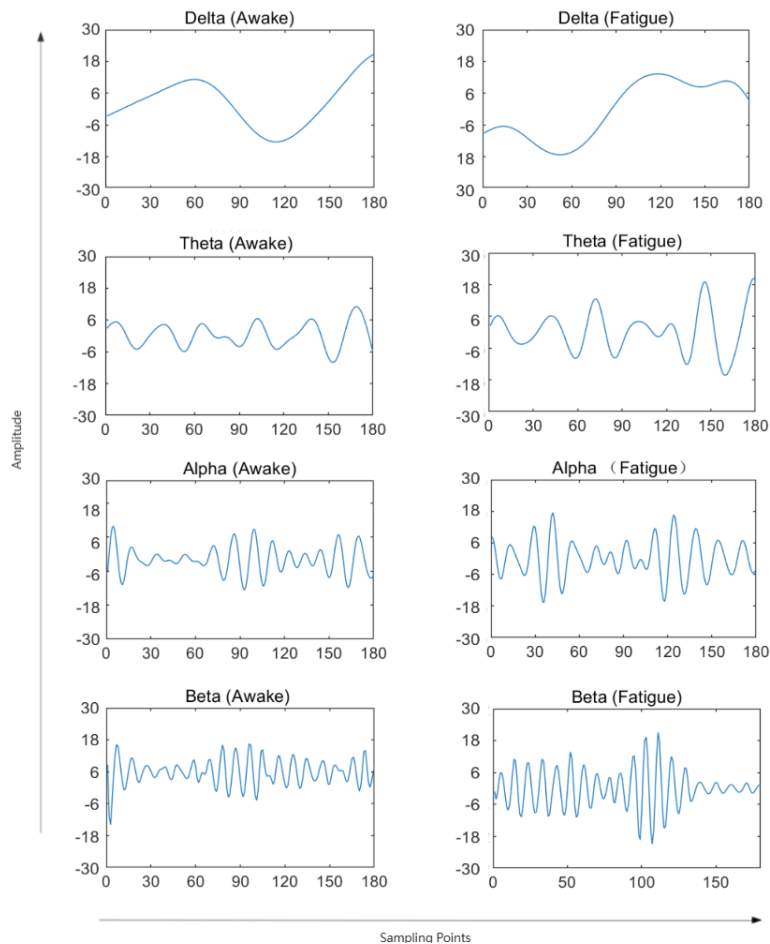 Amplitude
Delta (Awake)
30
18
6
-6
-18
-30
0 30 60 90 120 150 180
Delta (Fatigue)
30
18
6
-6
18
-30
0 30 60 90 120 150 180
Theta (Awake)
30
18
6
-6
-18
-30
0 30 60 90 120 150 180
Theta (Fatigue)
30
18
6
-6
-18
-30
0 30 60 90 120 150 180
Alpha (Awake)
30
18
6
-6
-18
-30
0 30 60 90 120 150 180
Alpha （Fatigue）
30
18
6
-6
-18
-30
0 30 60 90 120 150 180
Beta (Awake)
30
18
6
-6
-18
-30
0 30 60 90 120 150 180
Beta (Fatigue)
30
18
6
-6
-18
-30
0 50 100 150
Sampling Points